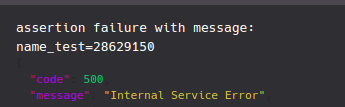 assertion failure with message:
name_test=28629150
{
"code" 500
"message" "Internal Service Error"